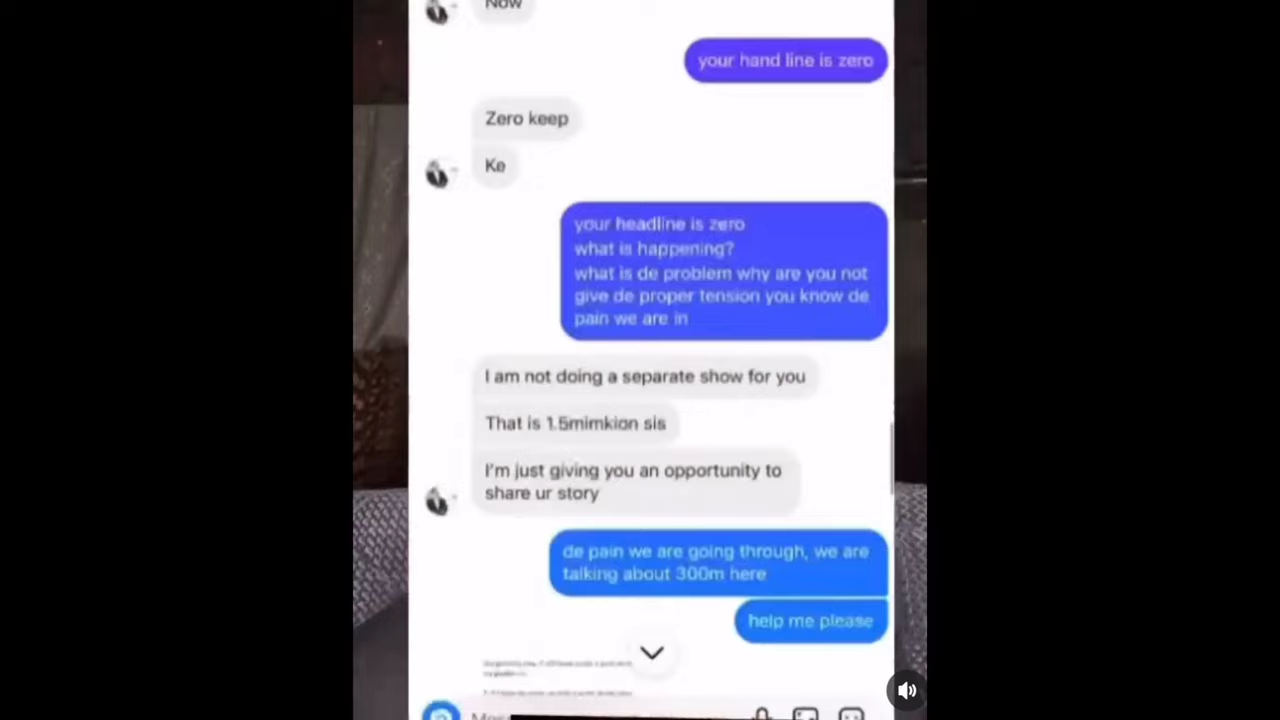 Now
your hand line is zero
Zero keep
Ke
your headline is zero
what is happening?
what is de problem why are you not
give de proper tension you know de
pain we are in
I am not doing a separate show for you
That is 1.5mimkion sis
I'm just giving you an opportunity to
share ur story
de pain we are going through, we are
talking about 300m here
help me please